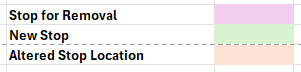 Stop for Removal
New Stop
Altered Stop Location